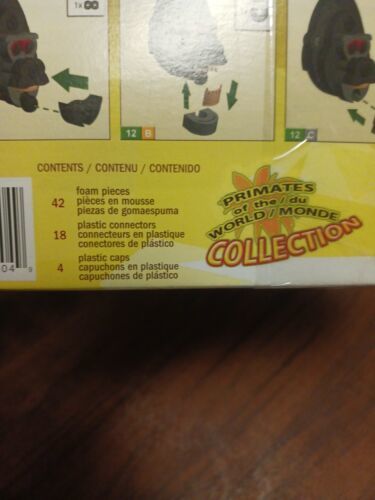 1x
12 B
12 C
CONTENTS / CONTENU / CONTENIDO
42 foam pieces
pièces en mousse
piezas de gomaespuma
18 plastic connectors
connecteurs en plastique
conectores de plástico
4 plastic caps
capuchons en plastique
capuchones de plástico
04 9
PRIMATES
of the / du
WORLD / MONDE
COLLECTION